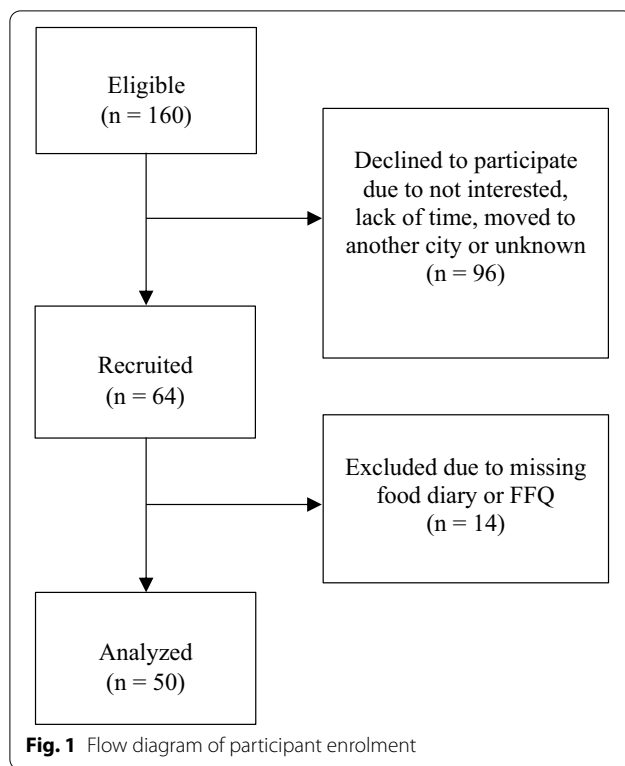 Eligible
(n = 160)
Declined to participate
due to not interested,
lack of time, moved to
another city or unknown
(n = 96)
Recruited
(n = 64)
Excluded due to missing
food diary or FFQ
(n = 14)
Analyzed
(n = 50)
Fig. 1 Flow diagram of participant enrolment